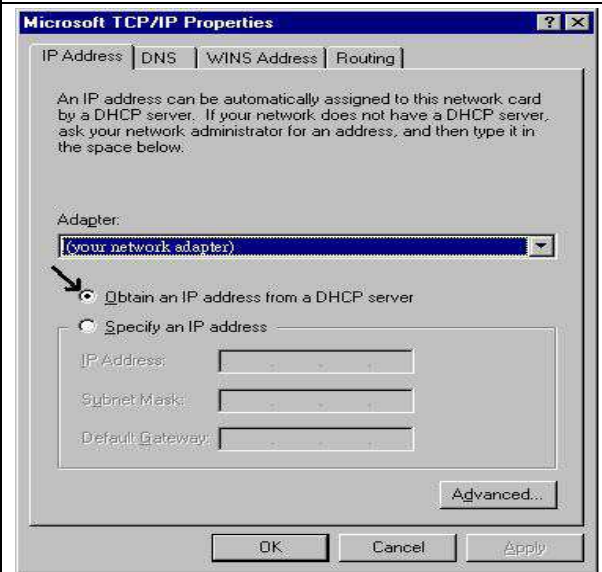 Microsoft TCP/IP Properties
IP Address DNS WINS Address Routing
An IP address can be automatically assigned to this network card
by a DHCP server. If your network does not have a DHCP server,
ask your network administrator for an address, and then type it in
the space below.
Adapter:
(your network adapter)
Obtain an IP address from a DHCP server
Specify an IP address
IP Address:
Subnet Mask:
Default Gateway:
Advanced...
OK Cancel Apply